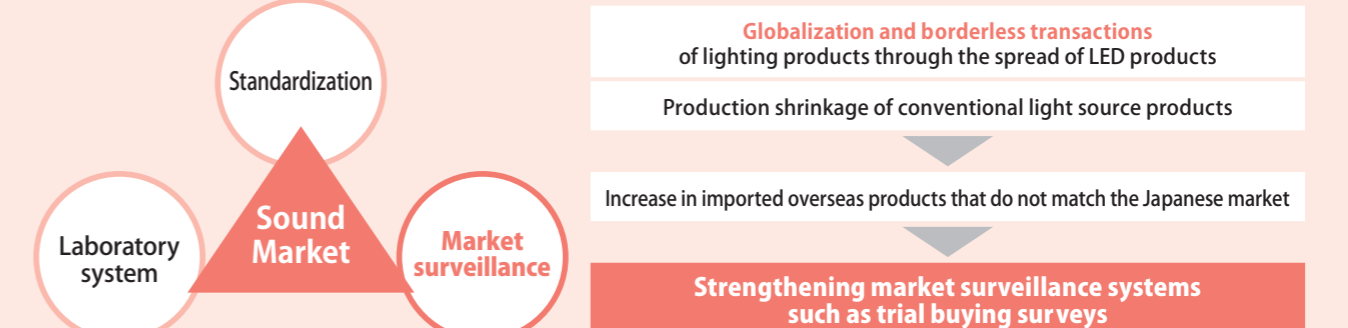 Standardization
Sound
Market
Laboratory
system
Market
surveillance
Globalization and borderless transactions
of lighting products through the spread of LED products
Production shrinkage of conventional light source products
Increase in imported overseas products that do not match the Japanese market
Strengthening market surveillance systems
such as trial buying surveys